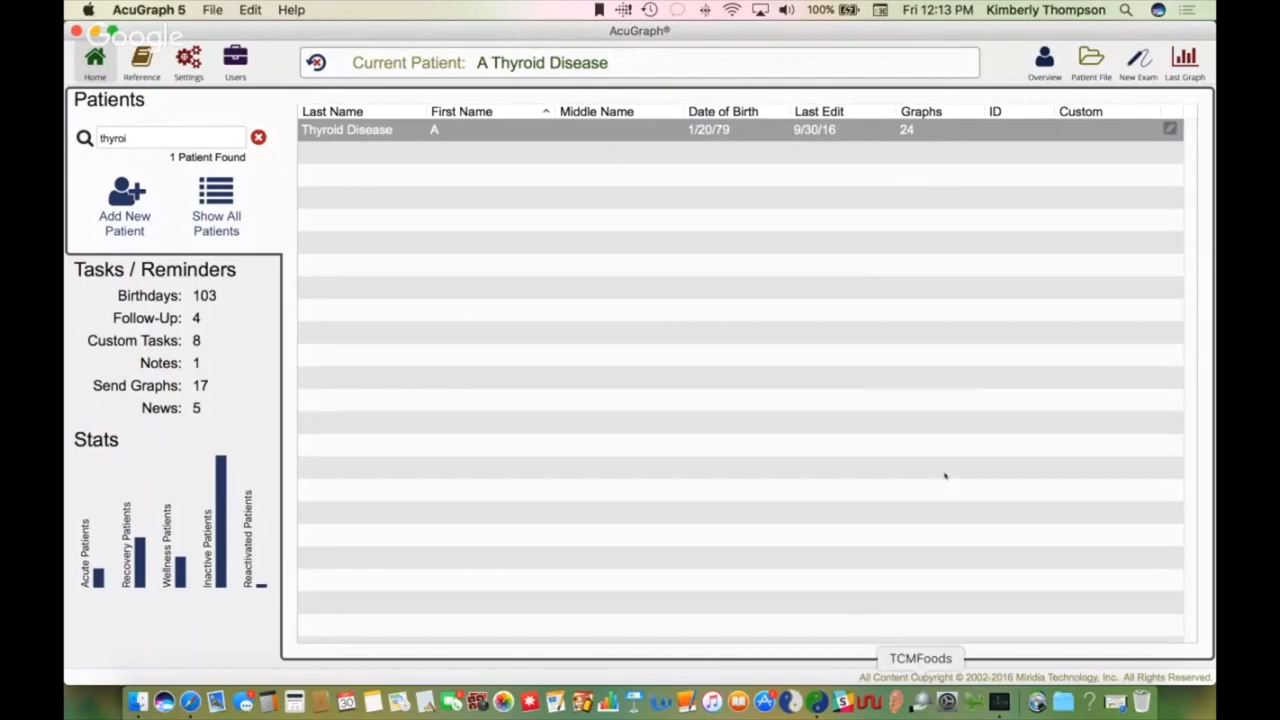 AcuGraph 5 File Edit Help 100% Fri 12:13 PM Kimberly Thompson
Google
AcuGraph®
Home Reference Settings Users
Current Patient: A Thyroid Disease
Overview Patient File New Exam Last Graph
Patients
thyroi
1 Patient Found
Add New Patient
Show All Patients
Last Name First Name Middle Name Date of Birth Last Edit Graphs ID Custom
Thyroid Disease A 1/20/79 9/30/16 24
Tasks / Reminders
Birthdays: 103
Follow-Up: 4
Custom Tasks: 8
Notes: 1
Send Graphs: 17
News: 5
Stats
Acute Patients
Recovery Patients
Wellness Patients
Inactive Patients
Reactivated Patients
TCMFoods
All Content Copyright © 2002-2016 Miridia Technology, Inc. All Rights Reserved.
30